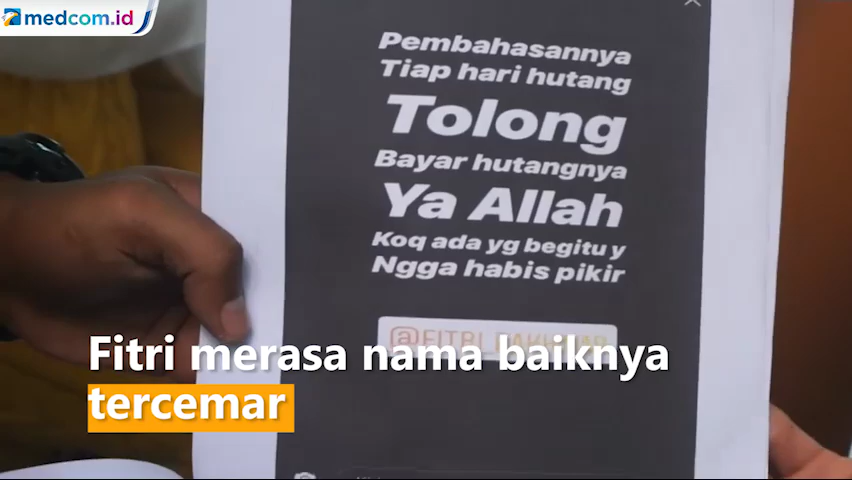 medcom.id
Pembahasannya
Tiap hari hutang
Tolong
Bayar hutangnya
Ya Allah
Koq ada yg begitu y
Ngga habis pikir
Fitri merasa nama baiknya
tercemar